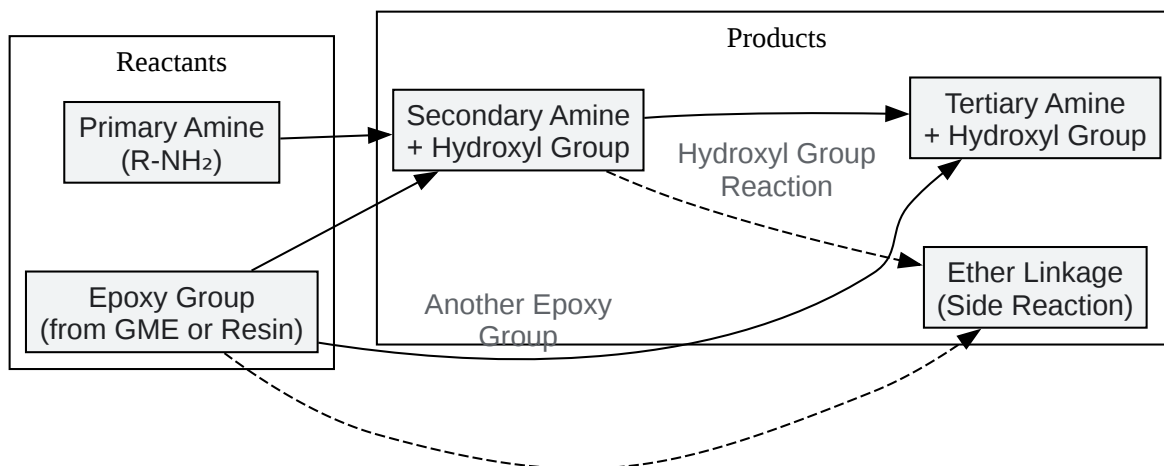 Reactants
Primary Amine
(R-NH₂)
Epoxy Group
(from GME or Resin)
Products
Secondary Amine
+ Hydroxyl Group
Hydroxyl Group
Reaction
Another Epoxy
Group
Tertiary Amine
+ Hydroxyl Group
Ether Linkage
(Side Reaction)